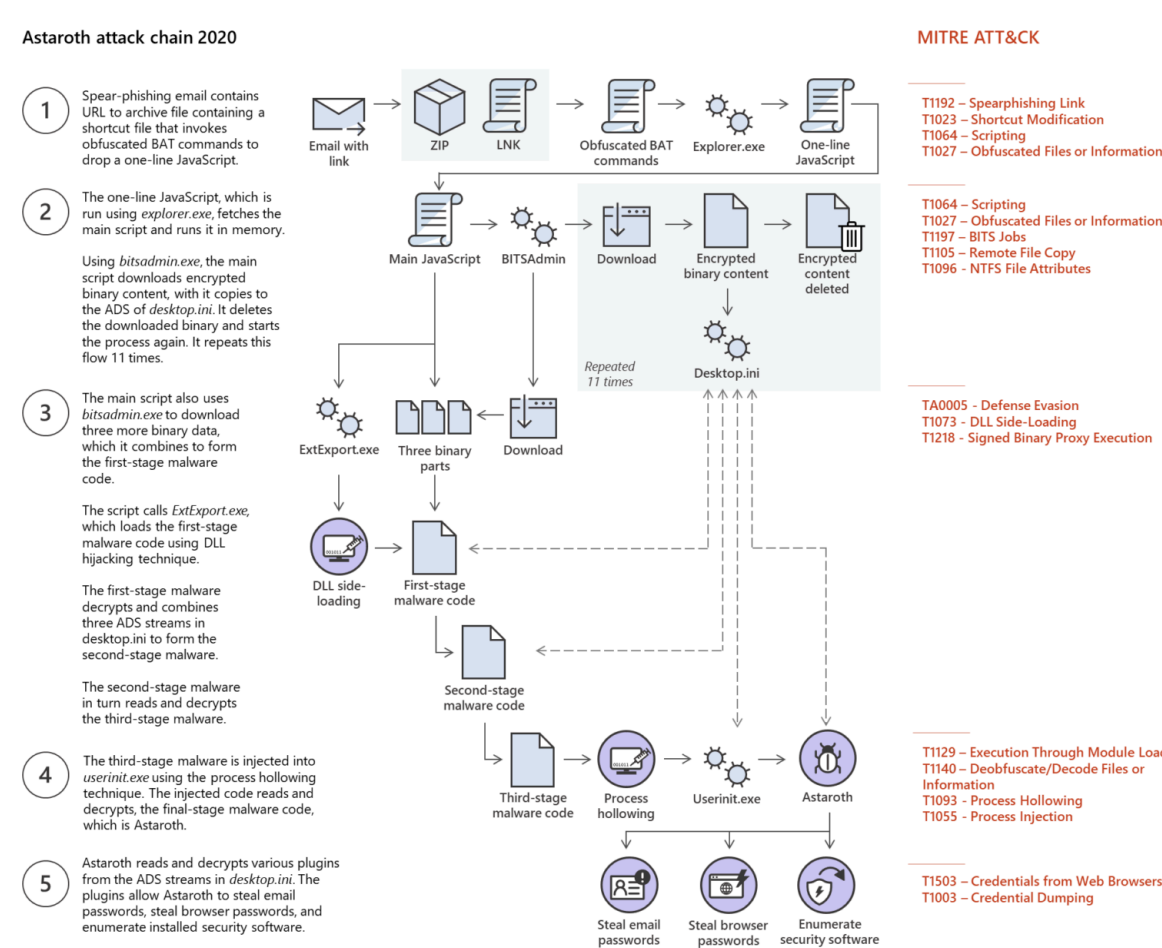 Astaroth attack chain 2020
MITRE ATT&CK
1
Spear-phishing email contains
URL to archive file containing a
shortcut file that invokes
obfuscated BAT commands to
drop a one-line JavaScript.
Email with
link
ZIP
LNK
Obfuscated BAT
commands
Explorer.exe
One-line
JavaScript
T1192 – Spearphishing Link
T1023 – Shortcut Modification
T1064 – Scripting
T1027 – Obfuscated Files or Information
2
The one-line JavaScript, which is
run using explorer.exe, fetches the
main script and runs it in memory.
Using bitsadmin.exe, the main
script downloads encrypted
binary content, with it copies to
the ADS of desktop.ini. It deletes
the downloaded binary and starts
the process again. It repeats this
flow 11 times.
Main JavaScript
BITSAdmin
Download
Encrypted
binary content
Encrypted
content
deleted
Desktop.ini
Repeated
11 times
T1064 – Scripting
T1027 – Obfuscated Files or Information
T1197 – BITS Jobs
T1105 – Remote File Copy
T1096 - NTFS File Attributes
3
The main script also uses
bitsadmin.exe to download
three more binary data,
which it combines to form
the first-stage malware
code.
The script calls ExtExport.exe,
which loads the first-stage
malware code using DLL
hijacking technique.
The first-stage malware
decrypts and combines
three ADS streams in
desktop.ini to form the
second-stage malware.
The second-stage malware
in turn reads and decrypts
the third-stage malware.
ExtExport.exe
Three binary
parts
Download
001011
DLL side-
loading
First-stage
malware code
Second-stage
malware code
TA0005 - Defense Evasion
T1073 - DLL Side-Loading
T1218 - Signed Binary Proxy Execution
4
The third-stage malware is injected into
userinit.exe using the process hollowing
technique. The injected code reads and
decrypts, the final-stage malware code,
which is Astaroth.
Third-stage
malware code
001011
Process
hollowing
Userinit.exe
Astaroth
T1129 – Execution Through Module Loa
T1140 – Deobfuscate/Decode Files or
Information
T1093 - Process Hollowing
T1055 - Process Injection
5
Astaroth reads and decrypts various plugins
from the ADS streams in desktop.ini. The
plugins allow Astaroth to steal email
passwords, steal browser passwords, and
enumerate installed security software.
Steal email
passwords
Steal browser
passwords
Enumerate
security software
T1503 – Credentials from Web Browsers
T1003 – Credential Dumping